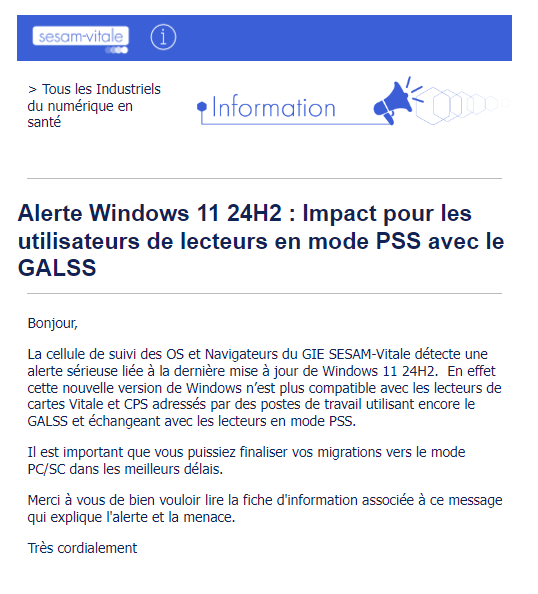 sesam-vitale
i
> Tous les Industriels
du numérique en
santé
Information
Alerte Windows 11 24H2 : Impact pour les
utilisateurs de lecteurs en mode PSS avec le
GALSS
Bonjour,
La cellule de suivi des OS et Navigateurs du GIE SESAM-Vitale détecte une
alerte sérieuse liée à la dernière mise à jour de Windows 11 24H2.  En effet
cette nouvelle version de Windows n’est plus compatible avec les lecteurs de
cartes Vitale et CPS adressés par des postes de travail utilisant encore le
GALSS et échangeant avec les lecteurs en mode PSS.
Il est important que vous puissiez finaliser vos migrations vers le mode
PC/SC dans les meilleurs délais.
Merci à vous de bien vouloir lire la fiche d'information associée à ce message
qui explique l'alerte et la menace.
Très cordialement